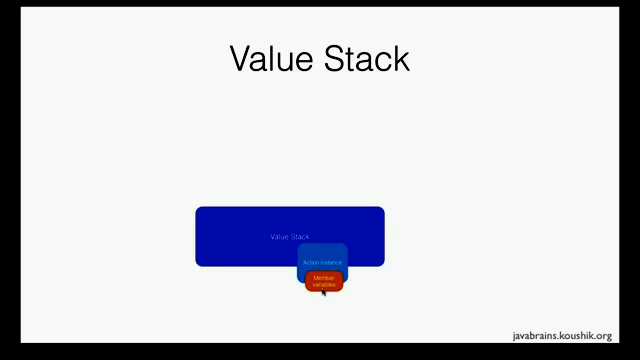 Value Stack
Value Stack
Action instance
Member
variables
javabrains.koushik.org